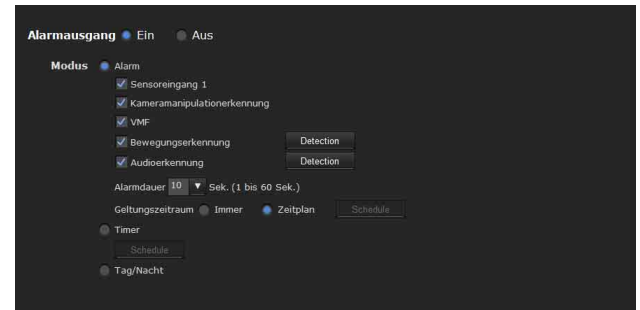 Alarmausgang Ein Aus
Modus Alarm
Sensoreingang 1
Kameramanipulationerkennung
VMF
Bewegungserkennung Detection
Audioerkennung Detection
Alarmdauer 10 Sek. (1 bis 60 Sek.)
Geltungszeitraum Immer Zeitplan Schedule
Timer
Schedule
Tag/Nacht